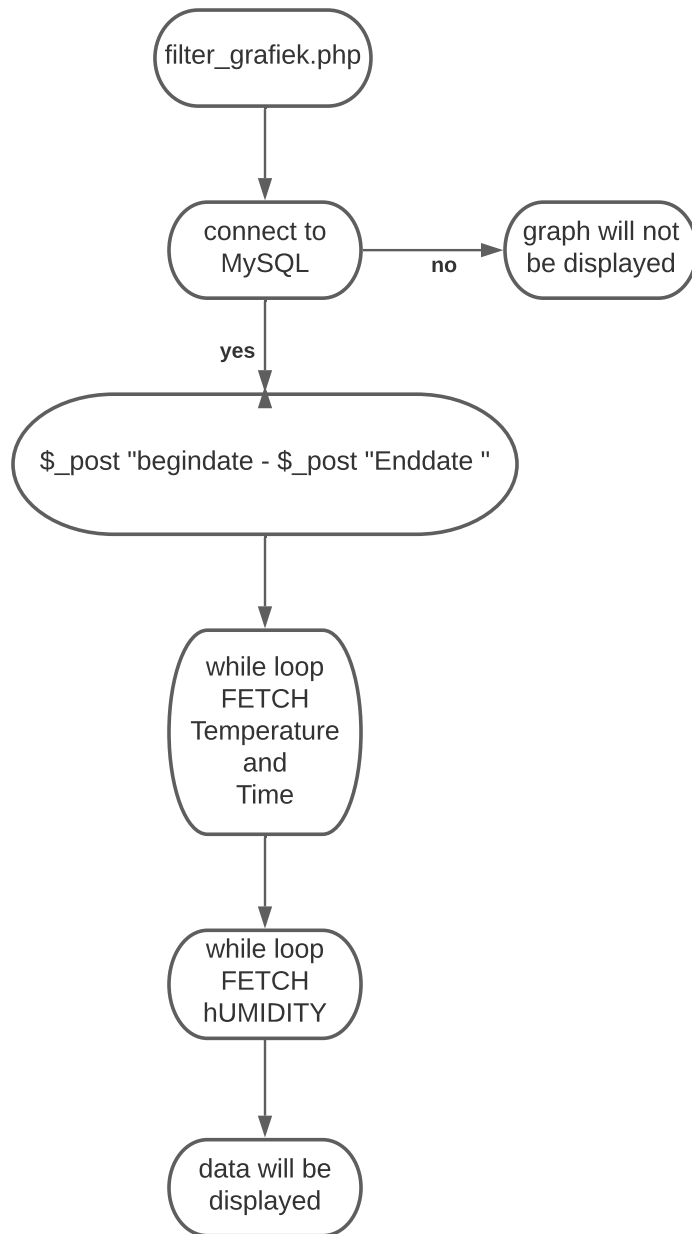 filter_grafiek.php
connect to
MySQL
no
graph will not
be displayed
yes
$_post "begindate - $_post "Enddate "
while loop
FETCH
Temperature
and
Time
while loop
FETCH
hUMIDITY
data will be
displayed